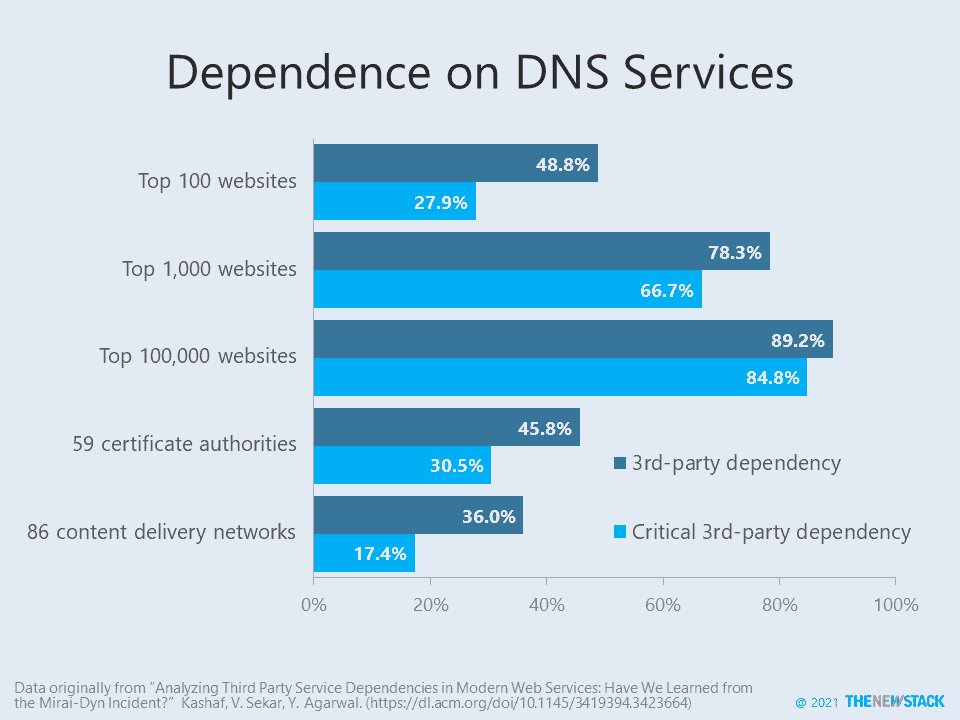 Dependence on DNS Services
Top 100 websites
48.8%
27.9%
Top 1,000 websites
78.3%
66.7%
Top 100,000 websites
89.2%
84.8%
59 certificate authorities
45.8%
30.5%
86 content delivery networks
36.0%
17.4%
3rd-party dependency
Critical 3rd-party dependency
0% 20% 40% 60% 80% 100%
Data originally from “Analyzing Third Party Service Dependencies in Modern Web Services: Have We Learned from
the Mirai-Dyn Incident?” Kashaf, V. Sekar, Y. Agarwal. (https://dl.acm.org/doi/10.1145/3419394.3423664)
@ 2021 THENEWSTACK